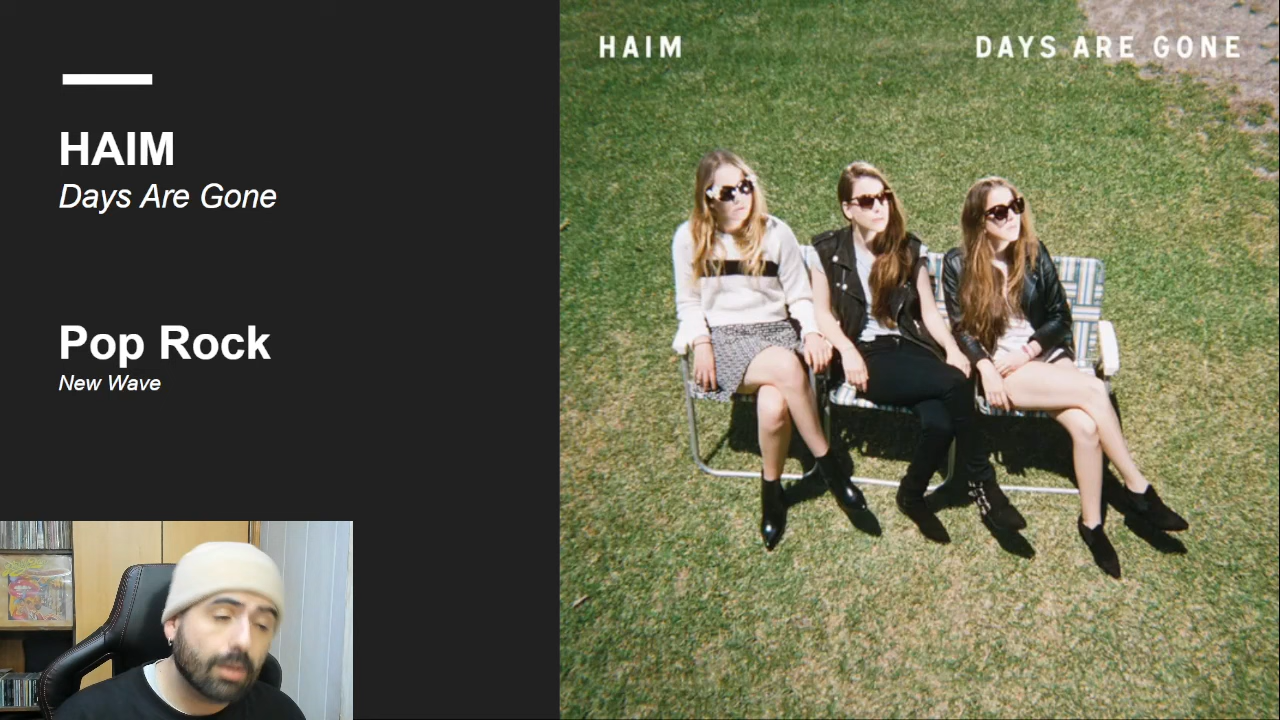 HAIM
Days Are Gone
Pop Rock
New Wave
HAIM DAYS ARE GONE